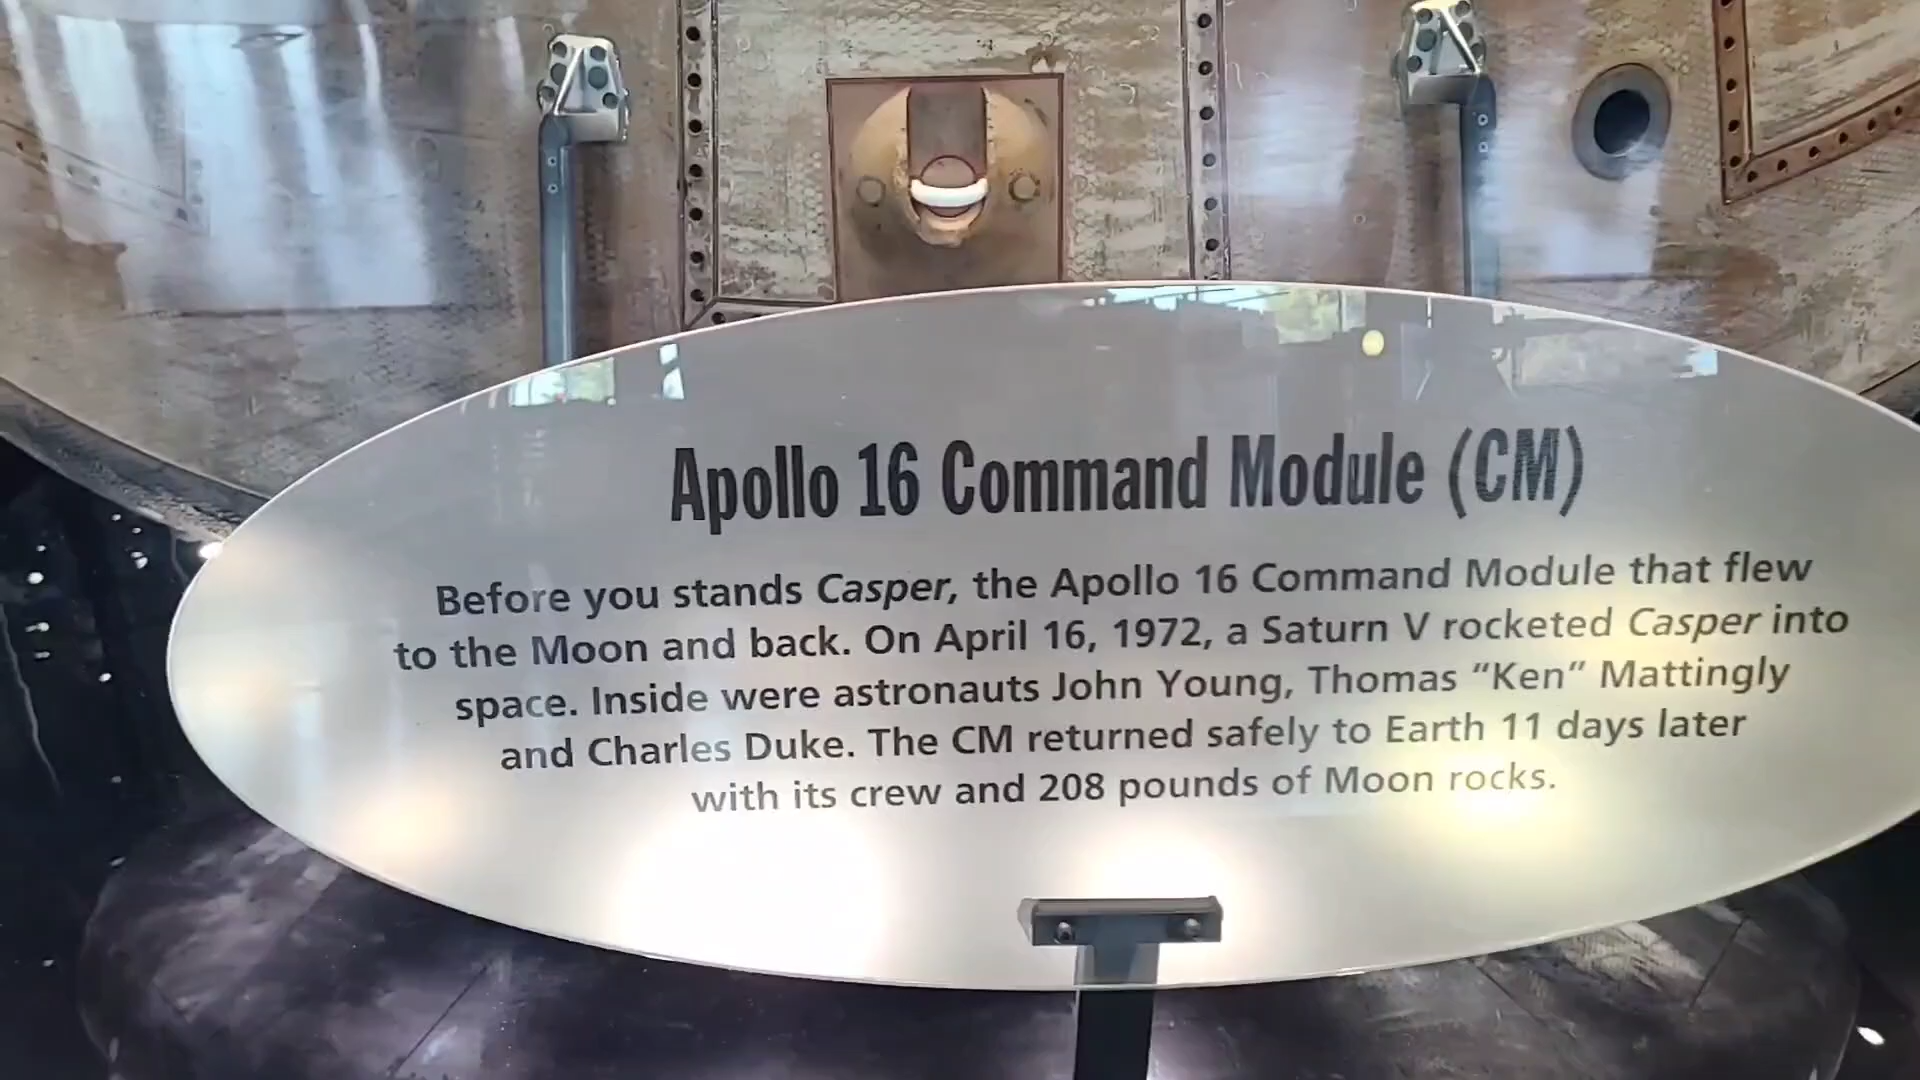 Apollo 16 Command Module (CM)
Before you stands Casper, the Apollo 16 Command Module that flew
to the Moon and back. On April 16, 1972, a Saturn V rocketed Casper into
space. Inside were astronauts John Young, Thomas “Ken” Mattingly
and Charles Duke. The CM returned safely to Earth 11 days later
with its crew and 208 pounds of Moon rocks.